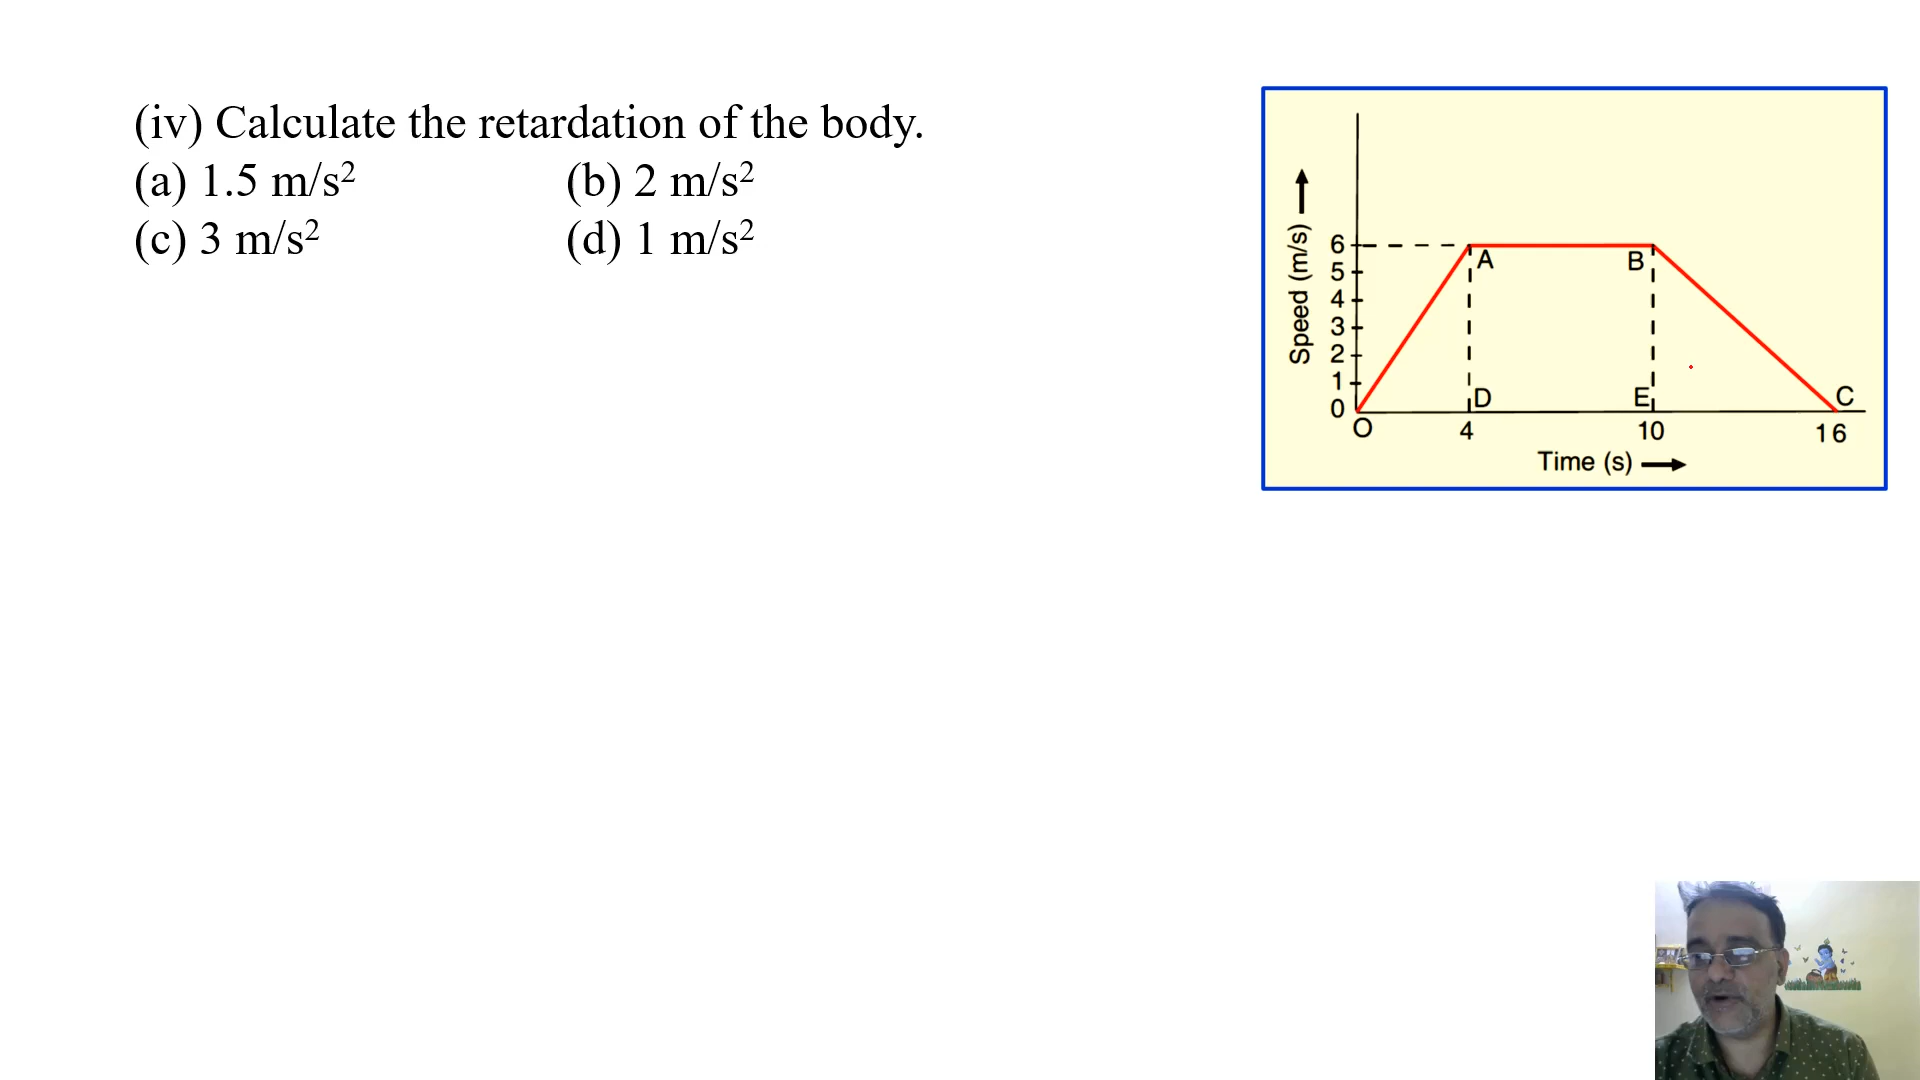 (iv) Calculate the retardation of the body.
(a) 1.5 m/s² (b) 2 m/s²
(c) 3 m/s² (d) 1 m/s²
Speed (m/s)
6
5
4
3
2
1
0
A B
D E C
O 4 10 16
Time (s)